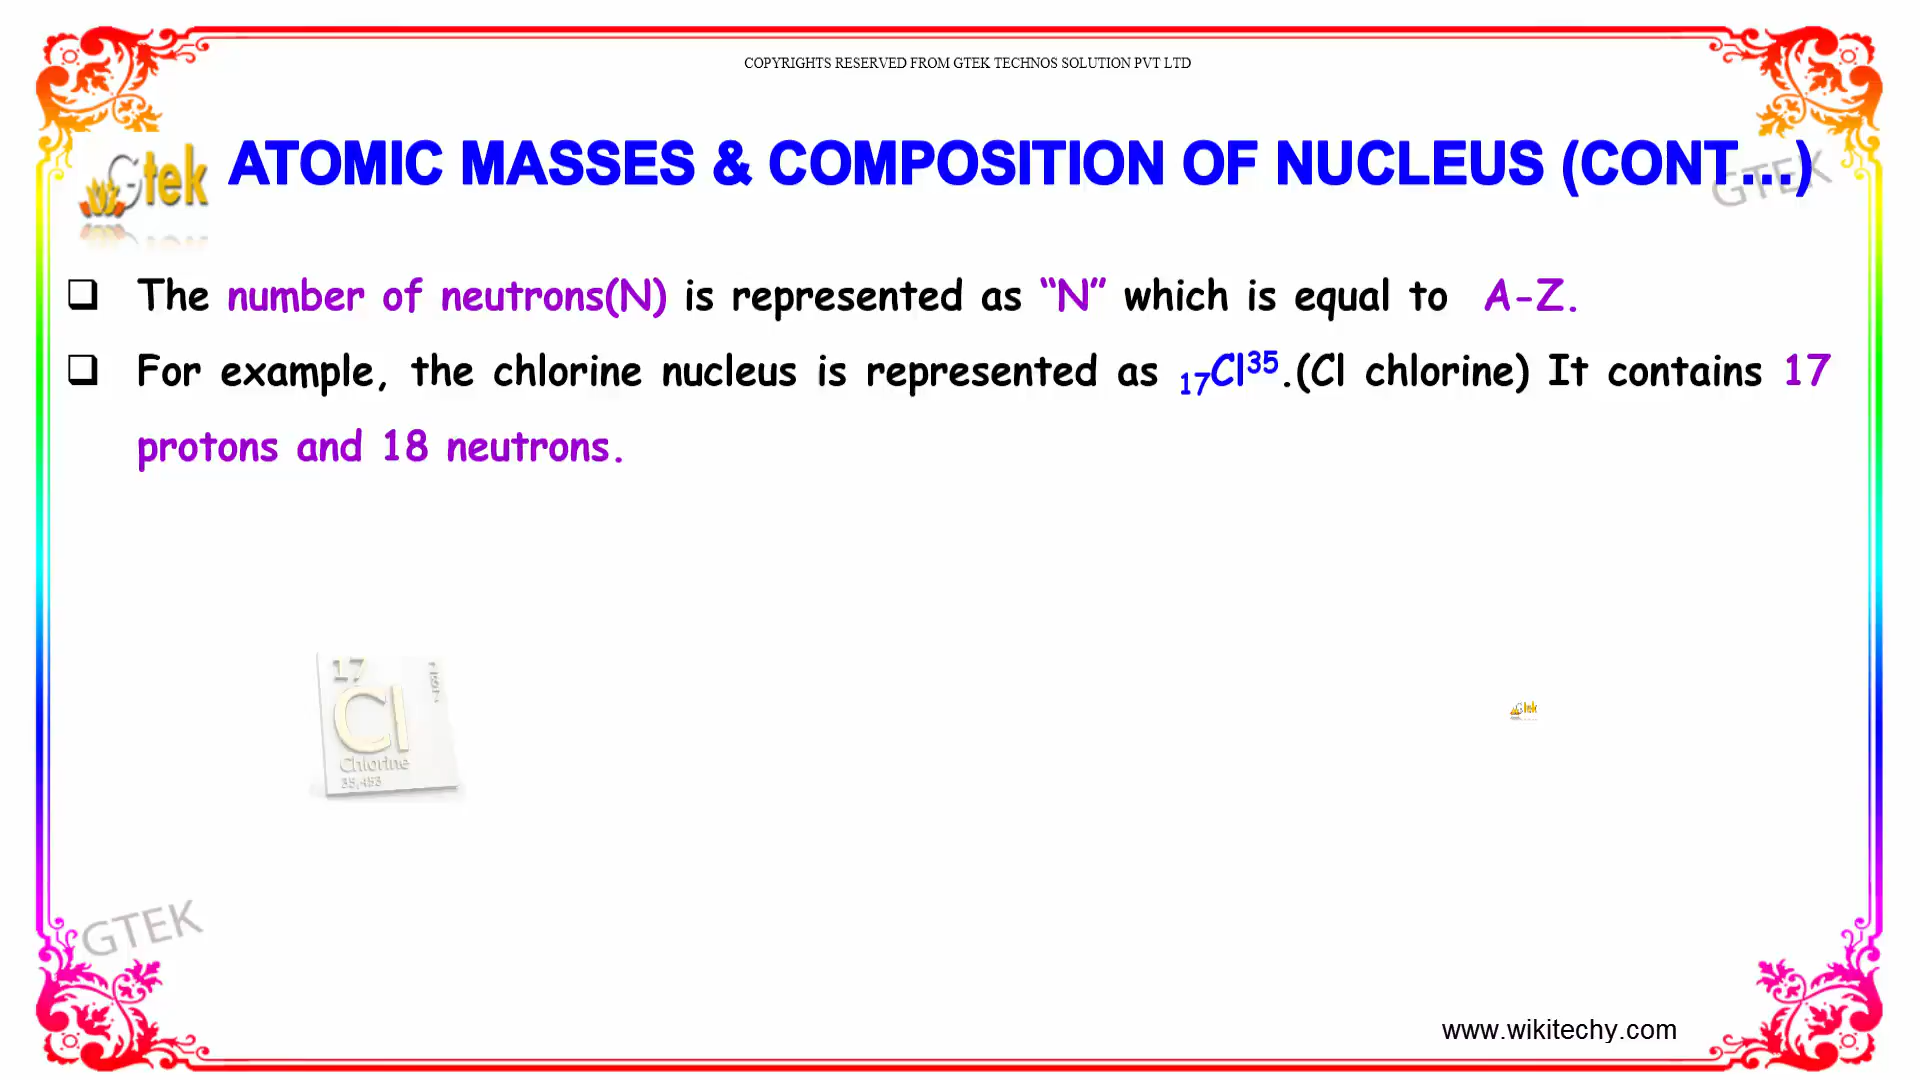 COPYRIGHTS RESERVED FROM GTEK TECHNOS SOLUTION PVT LTD
Gtek ATOMIC MASSES & COMPOSITION OF NUCLEUS (CONT...)
GTEK
❑ The number of neutrons(N) is represented as “N” which is equal to A-Z.
❑ For example, the chlorine nucleus is represented as ₁₇Cl³⁵.(Cl chlorine) It contains 17
protons and 18 neutrons.
17
Cl
Chlorine
35,453
Gtek
GTEK
www.wikitechy.com